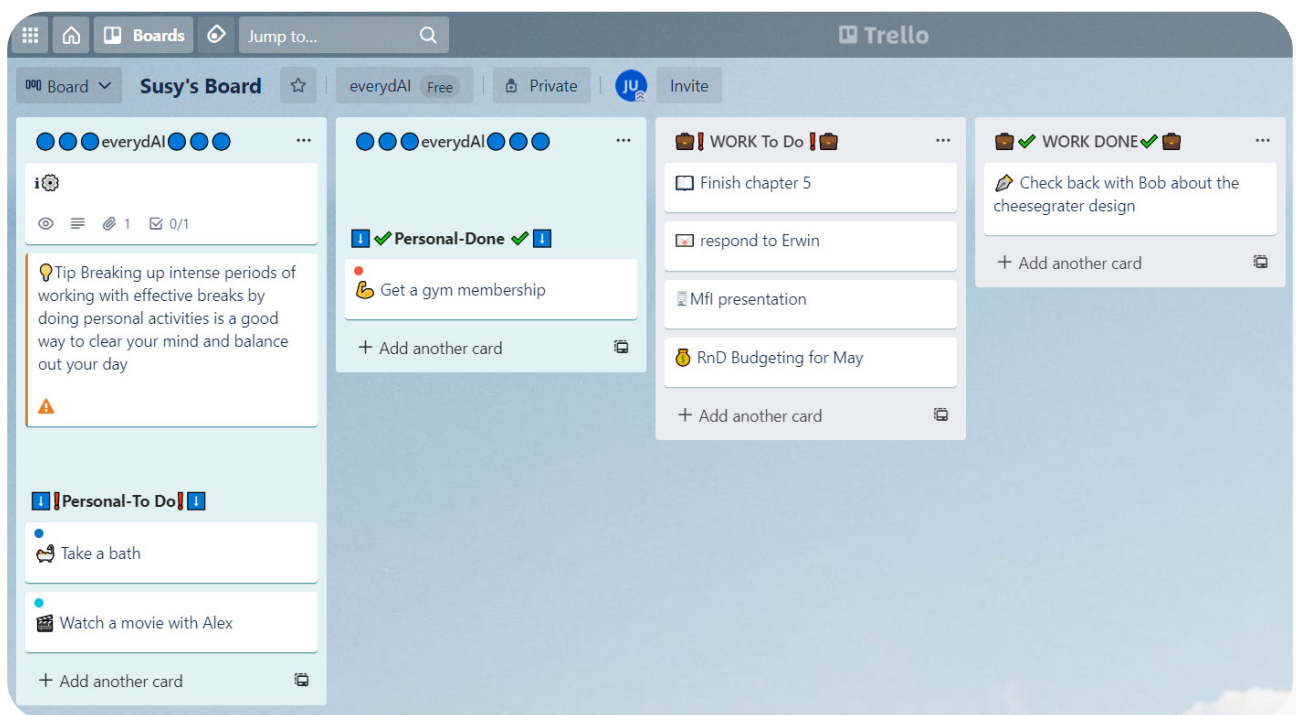 Boards
Jump to...
Trello
Board
Susy's Board
everydAI Free
Private
JU
Invite
everydAI
i
1
0/1
Tip Breaking up intense periods of
working with effective breaks by
doing personal activities is a good
way to clear your mind and balance
out your day
Personal-To Do
Take a bath
Watch a movie with Alex
+ Add another card
everydAI
Personal-Done
Get a gym membership
+ Add another card
WORK To Do
Finish chapter 5
respond to Erwin
MfI presentation
RnD Budgeting for May
+ Add another card
WORK DONE
Check back with Bob about the
cheesegrater design
+ Add another card